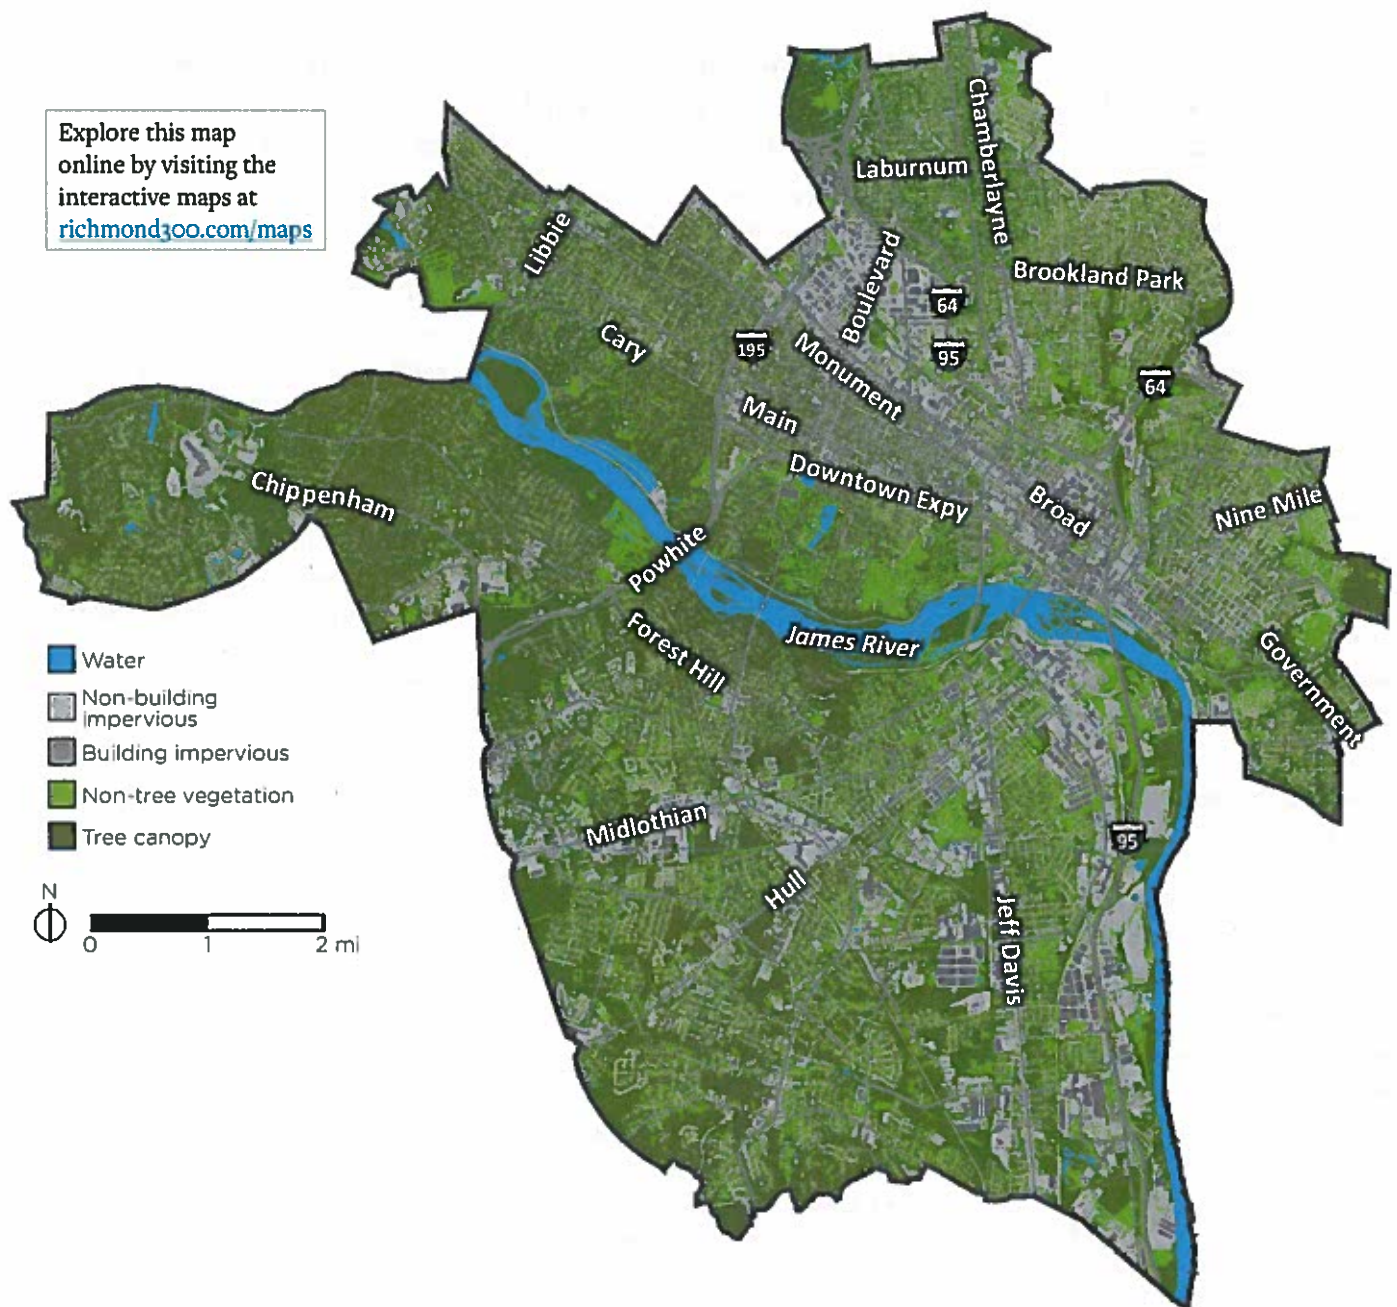 Explore this map
online by visiting the
interactive maps at
richmond300.com/maps
Chamberlayne
Laburnum
Libbie
Boulevard
Brookland Park
64
Cary
195
Monument
95
64
Main
Downtown Expy
Chippenham
Broad
Nine Mile
Powhite
James River
Forest Hill
Government
Water
Non-building
impervious
Building impervious
Non-tree vegetation
Tree canopy
Midlothian
95
Hull
Jeff Davis
N
0 1 2 mi